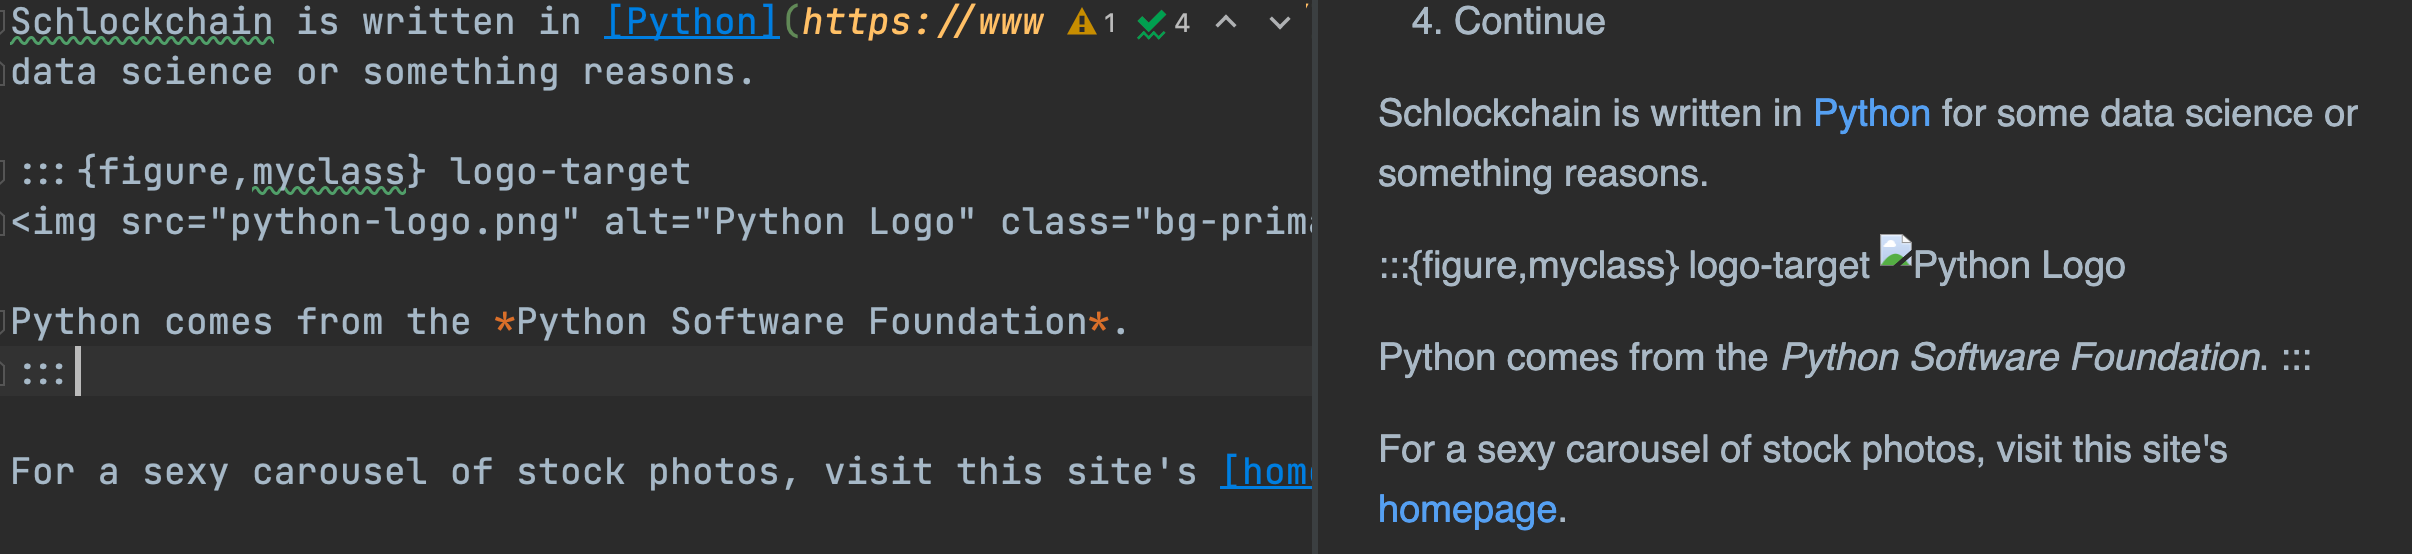 Schlockchain is written in [Python](https://www 1 4
data science or something reasons.
:::{figure,myclass} logo-target
<img src="python-logo.png" alt="Python Logo" class="bg-prim
Python comes from the *Python Software Foundation*.
:::
For a sexy carousel of stock photos, visit this site's [hom
4. Continue
Schlockchain is written in Python for some data science or
something reasons.
:::{figure,myclass} logo-target Python Logo
Python comes from the Python Software Foundation. :::
For a sexy carousel of stock photos, visit this site's
homepage.